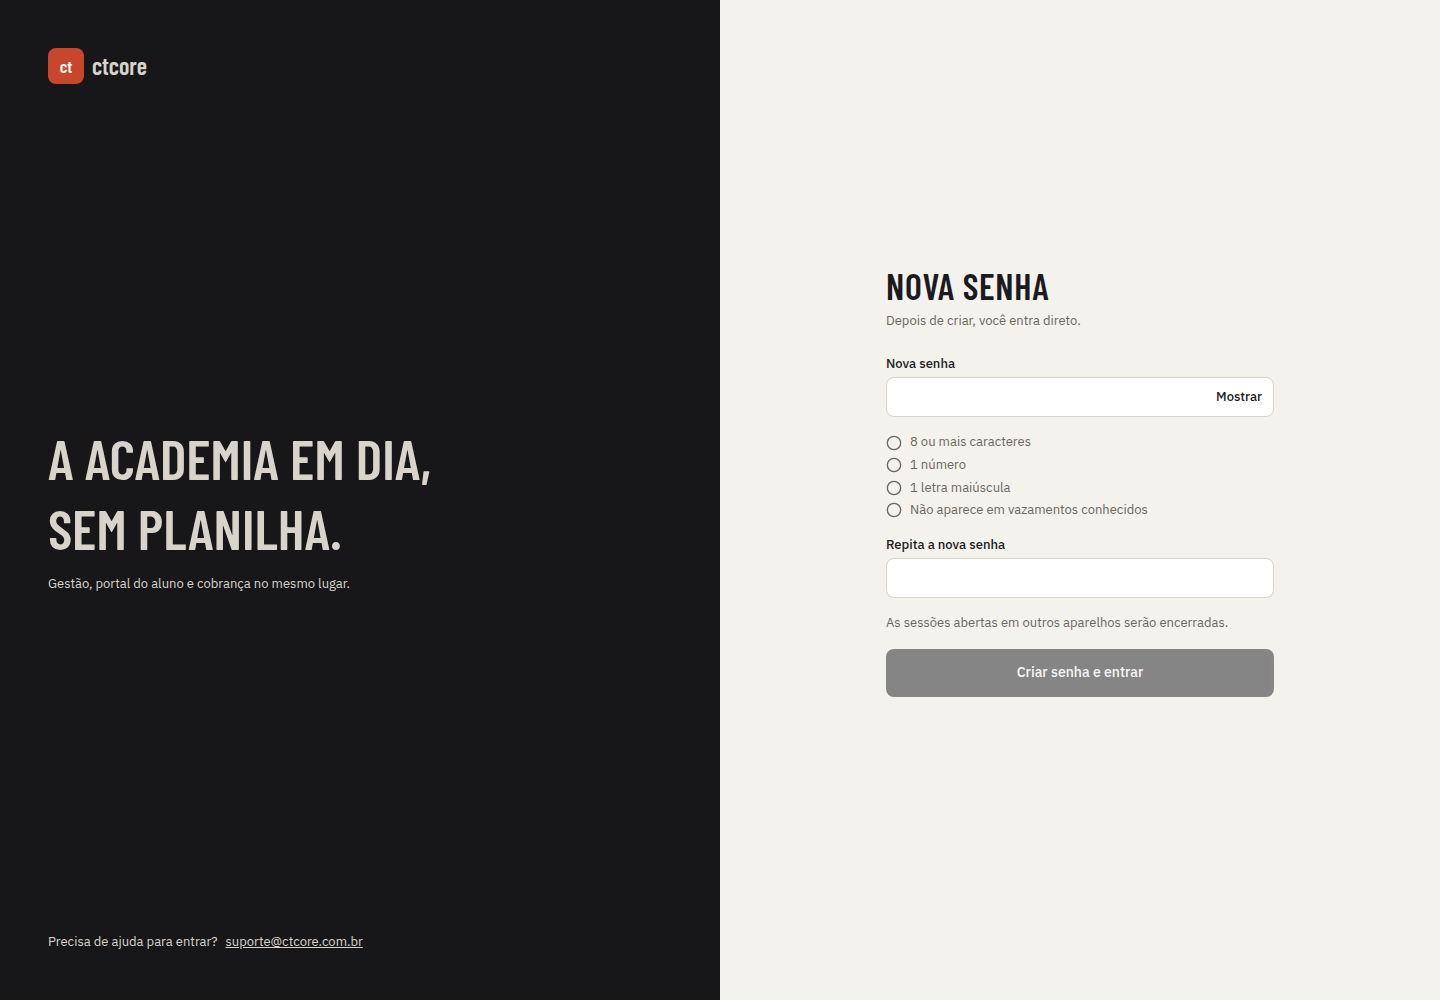 ct ctcore
A ACADEMIA EM DIA,
SEM PLANILHA.
Gestão, portal do aluno e cobrança no mesmo lugar.
Precisa de ajuda para entrar? suporte@ctcore.com.br
NOVA SENHA
Depois de criar, você entra direto.
Nova senha
Mostrar
8 ou mais caracteres
1 número
1 letra maiúscula
Não aparece em vazamentos conhecidos
Repita a nova senha
As sessões abertas em outros aparelhos serão encerradas.
Criar senha e entrar